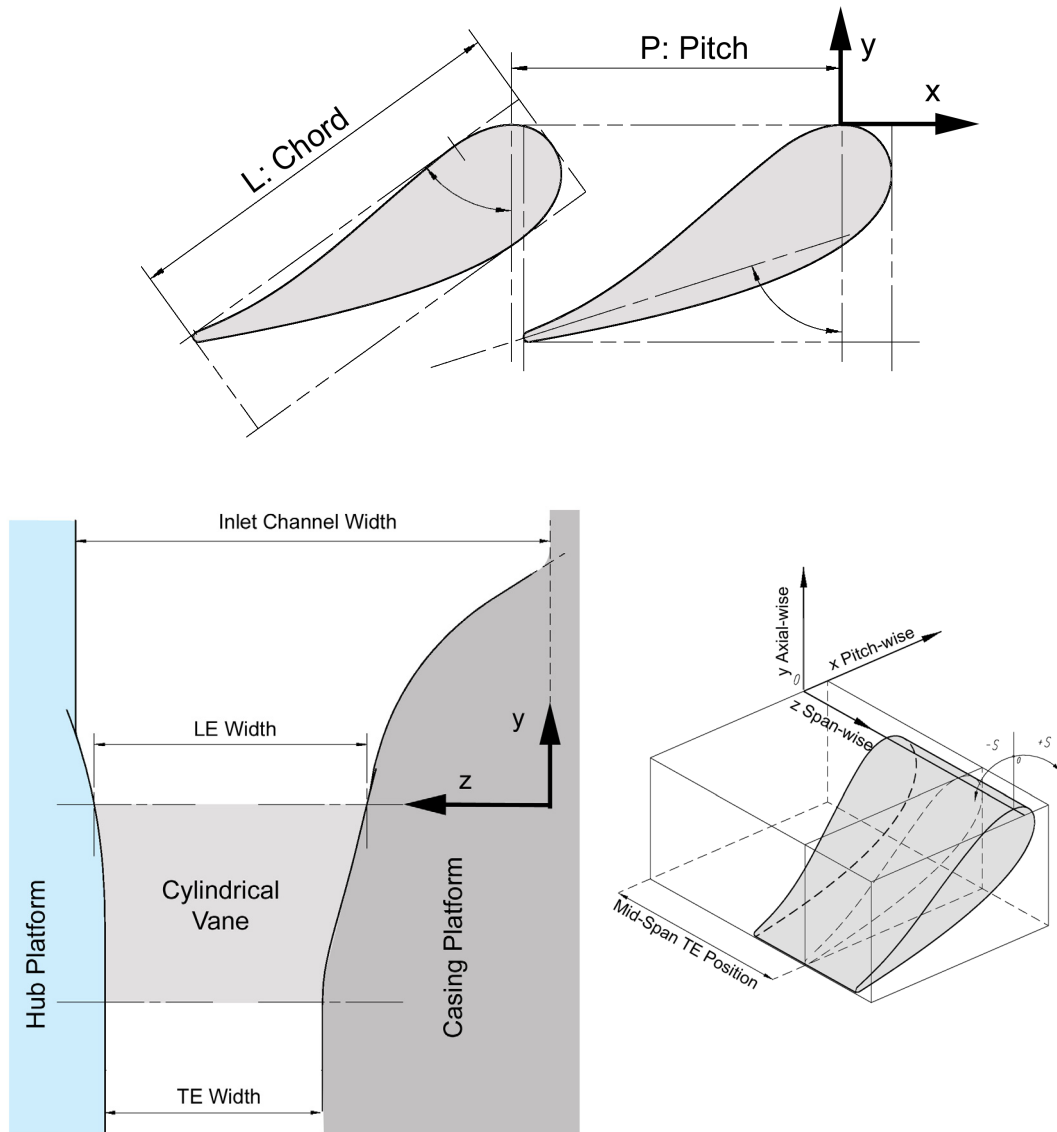 P: Pitch
y
x
L: Chord
Inlet Channel Width
LE Width
y
z
Cylindrical
Vane
Hub Platform
Casing Platform
TE Width
y Axial-wise
x Pitch-wise
0
z Span-wise
-S
+S
0
Mid-Span TE Position